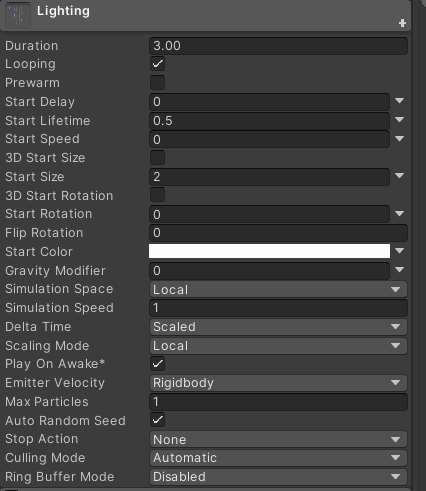 Lighting
Duration 3.00
Looping
Prewarm
Start Delay 0
Start Lifetime 0.5
Start Speed 0
3D Start Size
Start Size 2
3D Start Rotation
Start Rotation 0
Flip Rotation 0
Start Color
Gravity Modifier 0
Simulation Space Local
Simulation Speed 1
Delta Time Scaled
Scaling Mode Local
Play On Awake*
Emitter Velocity Rigidbody
Max Particles 1
Auto Random Seed
Stop Action None
Culling Mode Automatic
Ring Buffer Mode Disabled